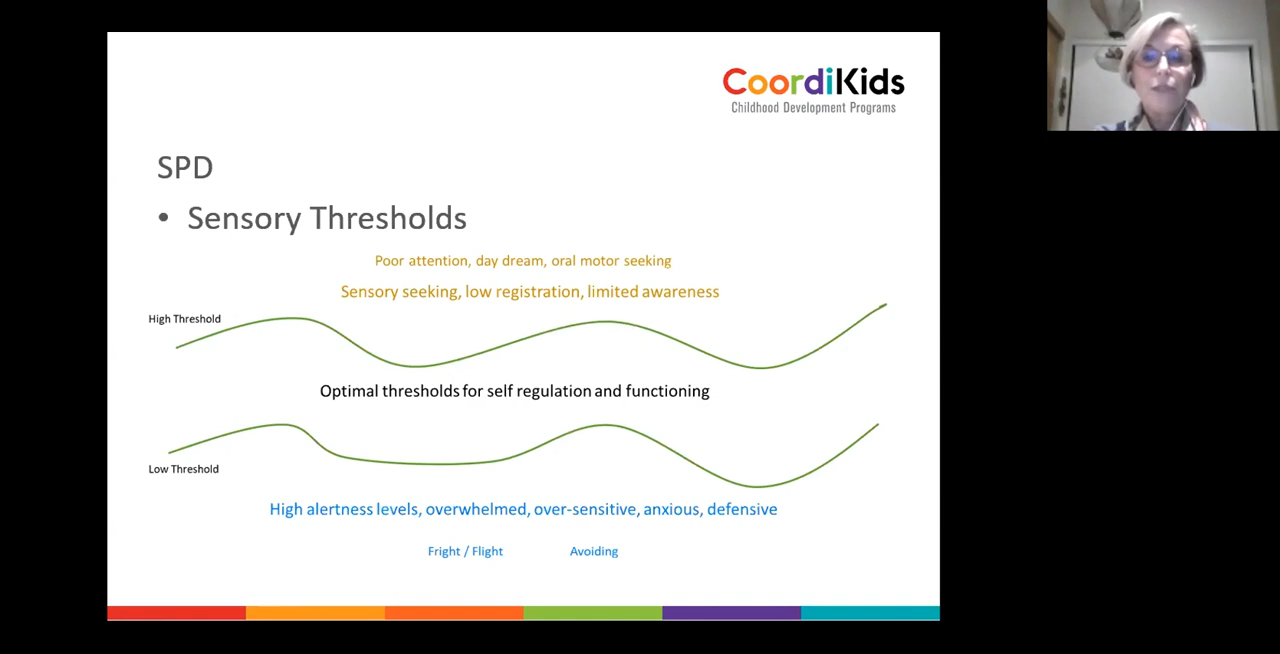 CoordiKids
Childhood Development Programs
SPD
• Sensory Thresholds
Poor attention, day dream, oral motor seeking
Sensory seeking, low registration, limited awareness
High Threshold
Optimal thresholds for self regulation and functioning
Low Threshold
High alertness levels, overwhelmed, over-sensitive, anxious, defensive
Fright / Flight
Avoiding